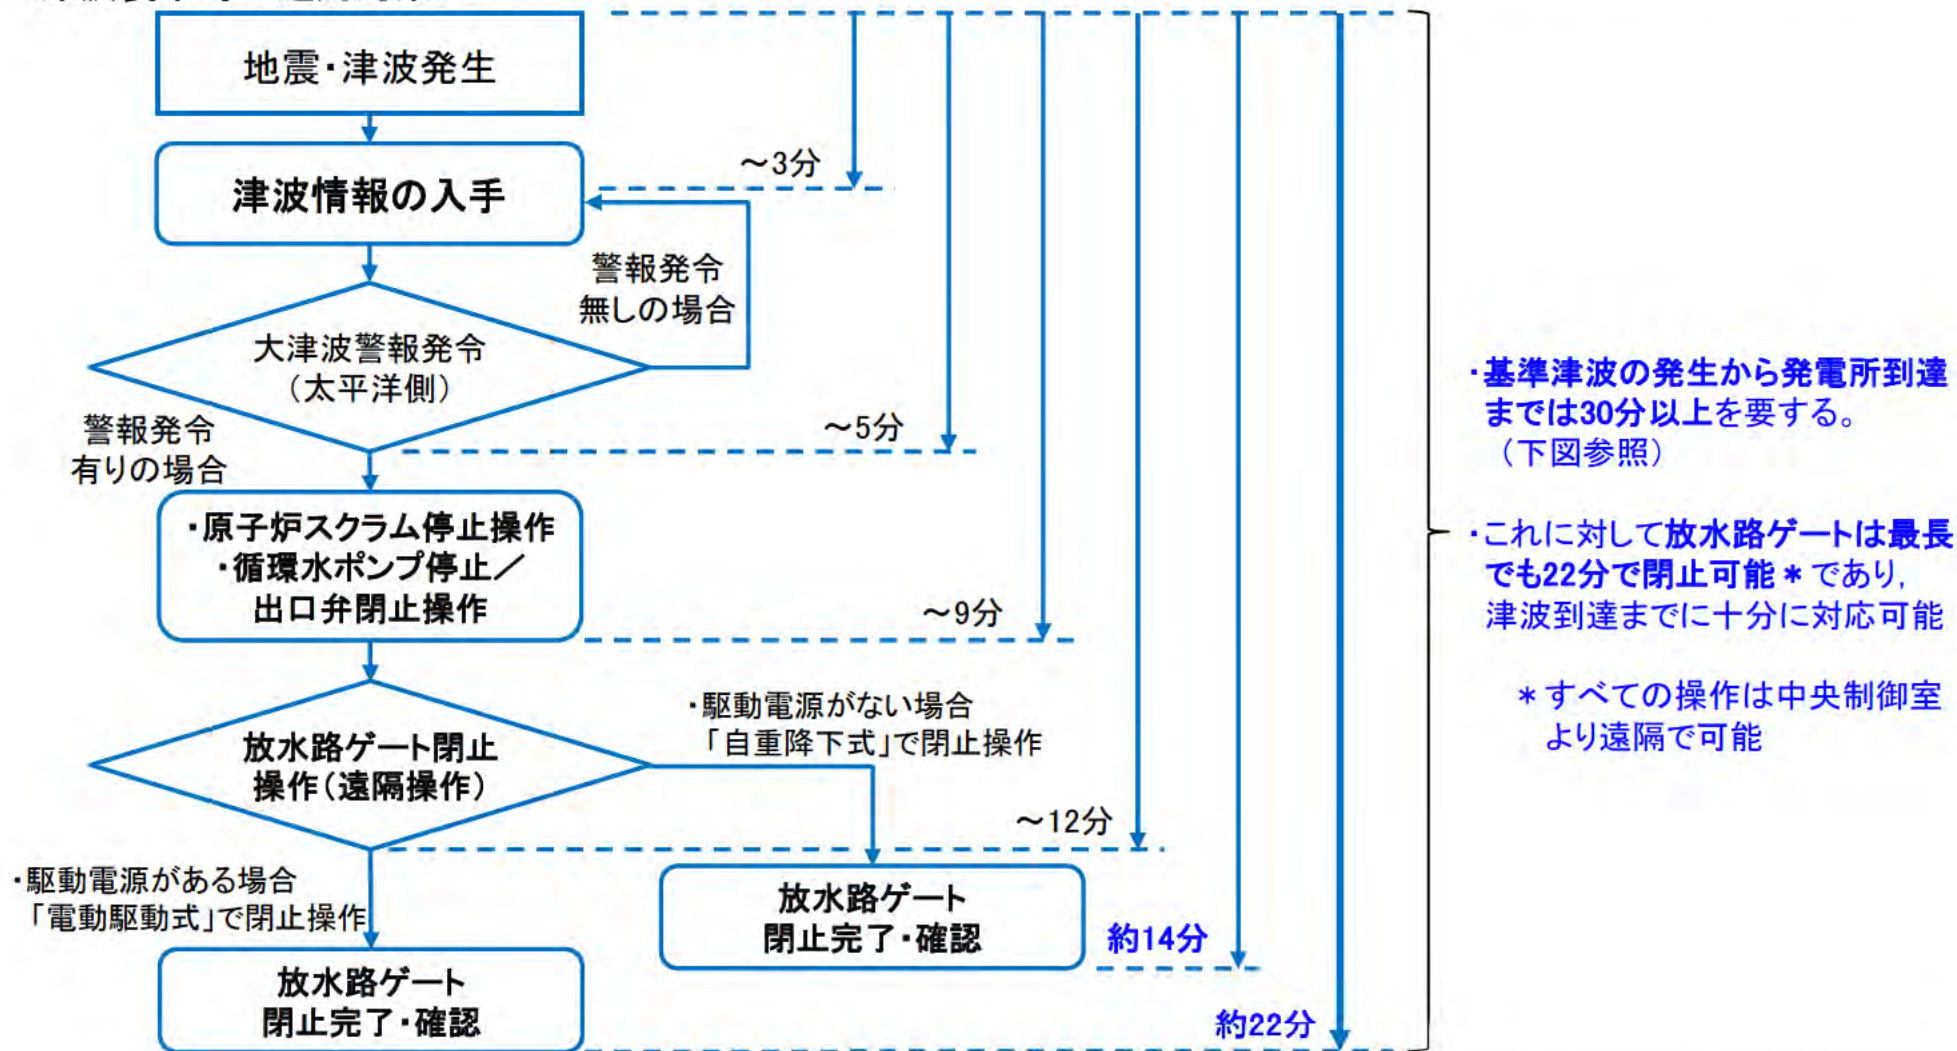 地震・津波発生
～3分
津波情報の入手
警報発令
無しの場合
大津波警報発令
（太平洋側）
～5分
警報発令
有りの場合
・原子炉スクラム停止操作
・循環水ポンプ停止／
出口弁閉止操作
～9分
・駆動電源がない場合
「自重降下式」で閉止操作
放水路ゲート閉止
操作（遠隔操作）
～12分
・駆動電源がある場合
「電動駆動式」で閉止操作
放水路ゲート
閉止完了・確認
約14分
放水路ゲート
閉止完了・確認
約22分
・基準津波の発生から発電所到達
までは30分以上を要する。
（下図参照）
・これに対して放水路ゲートは最長
でも22分で閉止可能＊であり，
津波到達までに十分に対応可能
＊すべての操作は中央制御室
より遠隔で可能